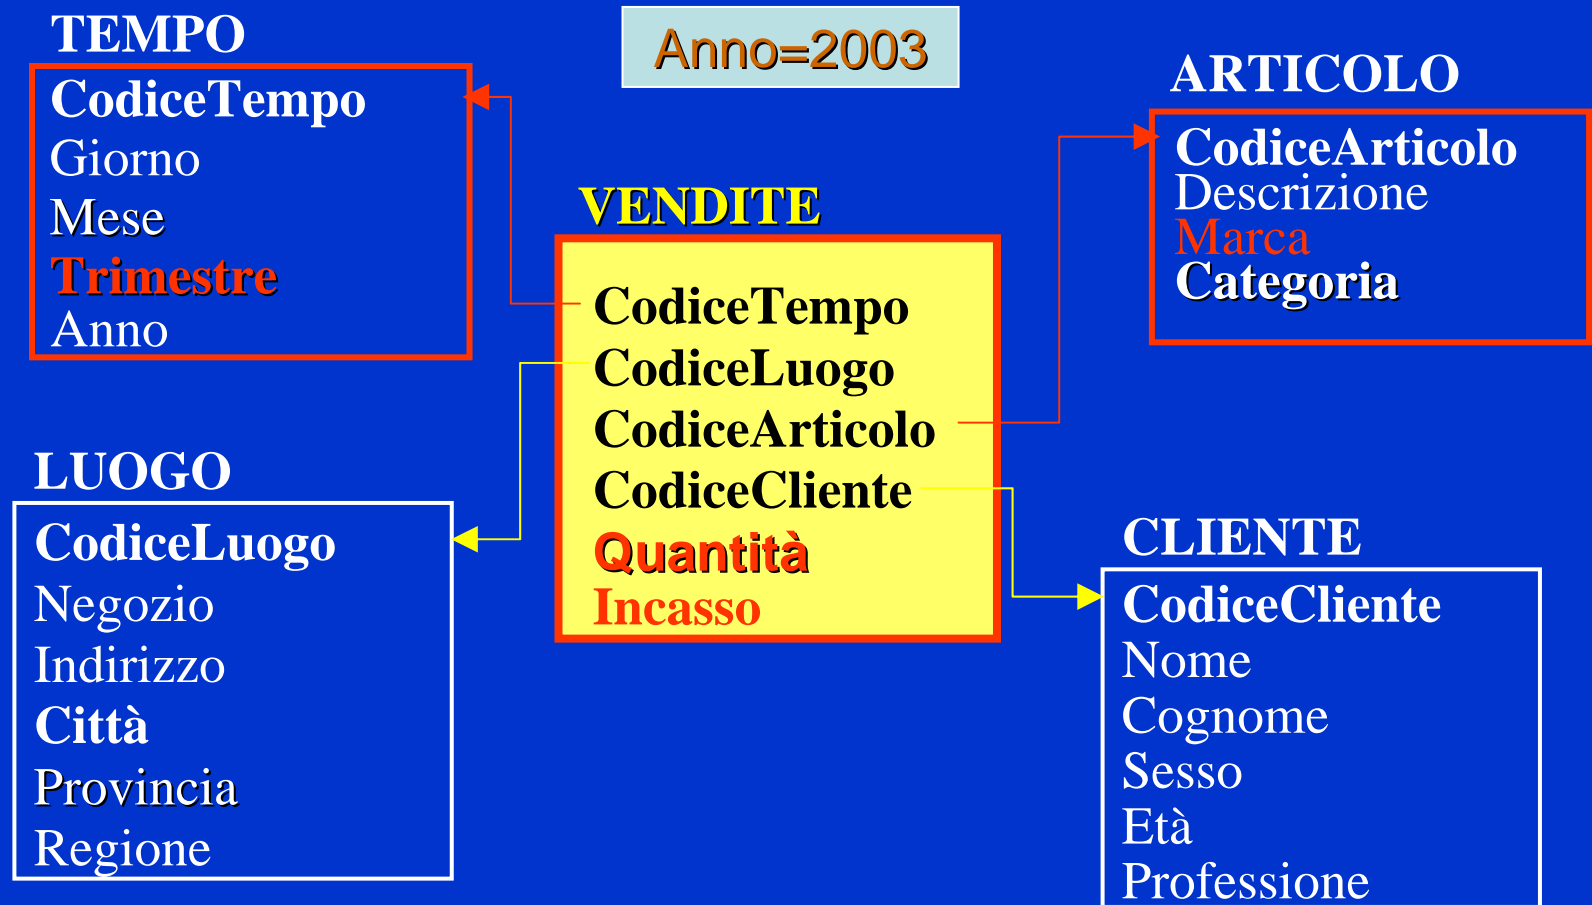 TEMPO
CodiceTempo
Giorno
Mese
Trimestre
Anno
Anno=2003
ARTICOLO
CodiceArticolo
Descrizione
Marca
Categoria
VENDITE
CodiceTempo
CodiceLuogo
CodiceArticolo
CodiceCliente
Quantità
Incasso
LUOGO
CodiceLuogo
Negozio
Indirizzo
Città
Provincia
Regione
CLIENTE
CodiceCliente
Nome
Cognome
Sesso
Età
Professione